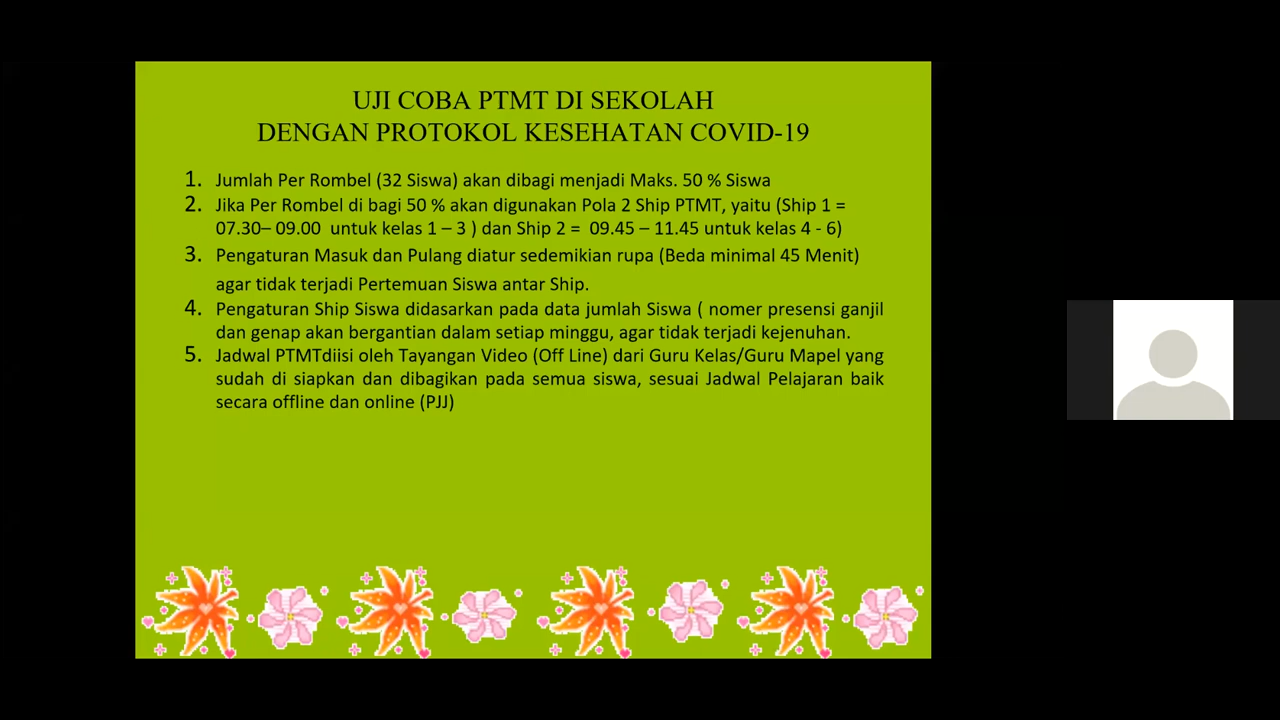 UJI COBA PTMT DI SEKOLAH
DENGAN PROTOKOL KESEHATAN COVID-19
1. Jumlah Per Rombel (32 Siswa) akan dibagi menjadi Maks. 50 % Siswa
2. Jika Per Rombel di bagi 50 % akan digunakan Pola 2 Ship PTMT, yaitu (Ship 1 =
07.30– 09.00 untuk kelas 1 – 3 ) dan Ship 2 = 09.45 – 11.45 untuk kelas 4 - 6)
3. Pengaturan Masuk dan Pulang diatur sedemikian rupa (Beda minimal 45 Menit)
agar tidak terjadi Pertemuan Siswa antar Ship.
4. Pengaturan Ship Siswa didasarkan pada data jumlah Siswa ( nomer presensi ganjil
dan genap akan bergantian dalam setiap minggu, agar tidak terjadi kejenuhan.
5. Jadwal PTMTdiisi oleh Tayangan Video (Off Line) dari Guru Kelas/Guru Mapel yang
sudah di siapkan dan dibagikan pada semua siswa, sesuai Jadwal Pelajaran baik
secara offline dan online (PJJ)